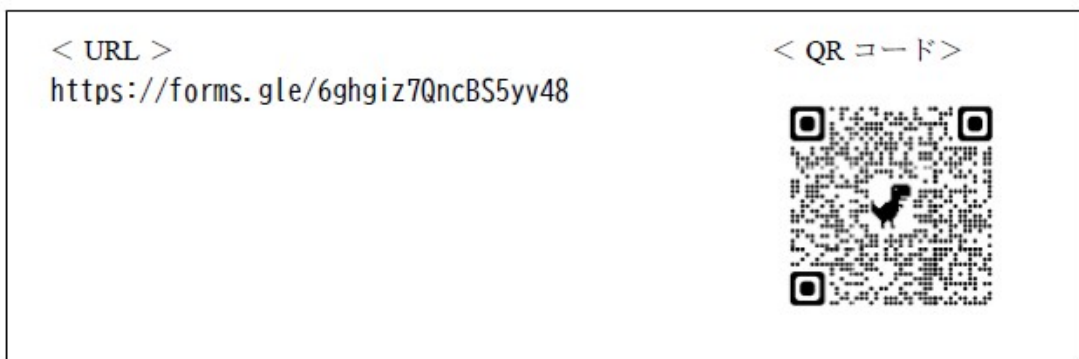 < URL >
https://forms.gle/6ghgiz7QncBS5yv48
< QR コード>